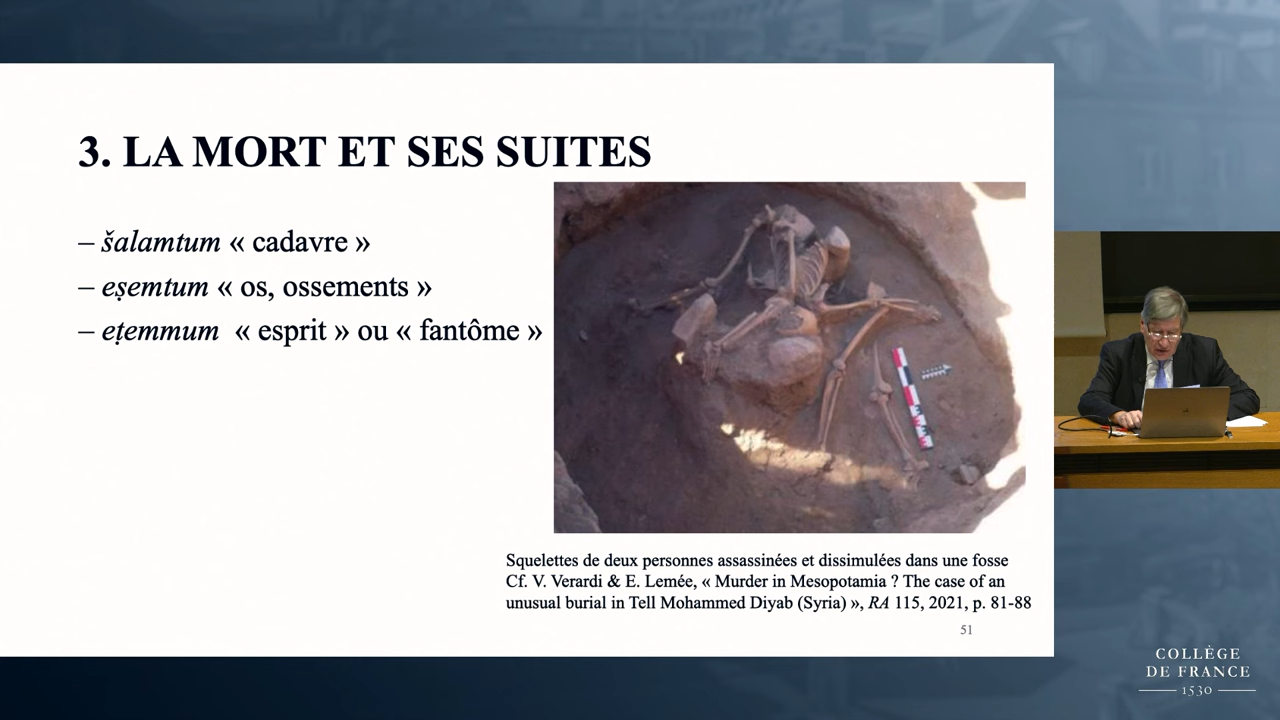 3. LA MORT ET SES SUITES
– šalamtum « cadavre »
– eṣemtum « os, ossements »
– eṭemmum « esprit » ou « fantôme »
Squelettes de deux personnes assassinées et dissimulées dans une fosse
Cf. V. Verardi & E. Lemée, « Murder in Mesopotamia ? The case of an
unusual burial in Tell Mohammed Diyab (Syria) », RA 115, 2021, p. 81-88
51
COLLÈGE
DE FRANCE
1530